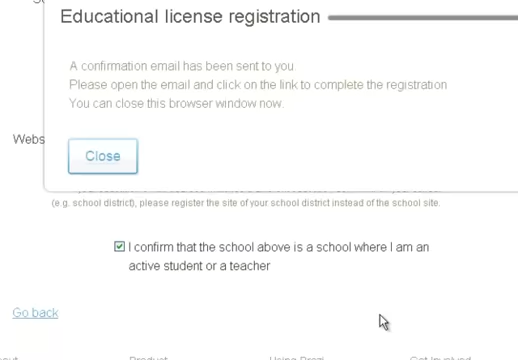 Educational license registration
A confirmation email has been sent to you
Please open the email and click on the link to complete the registration
You can close this browser window now.
Webs
Close
(e.g. school district), please register the site of your school district instead of the school site.
I confirm that the school above is a school where I am an
active student or a teacher
Go back
Product
Get Involved